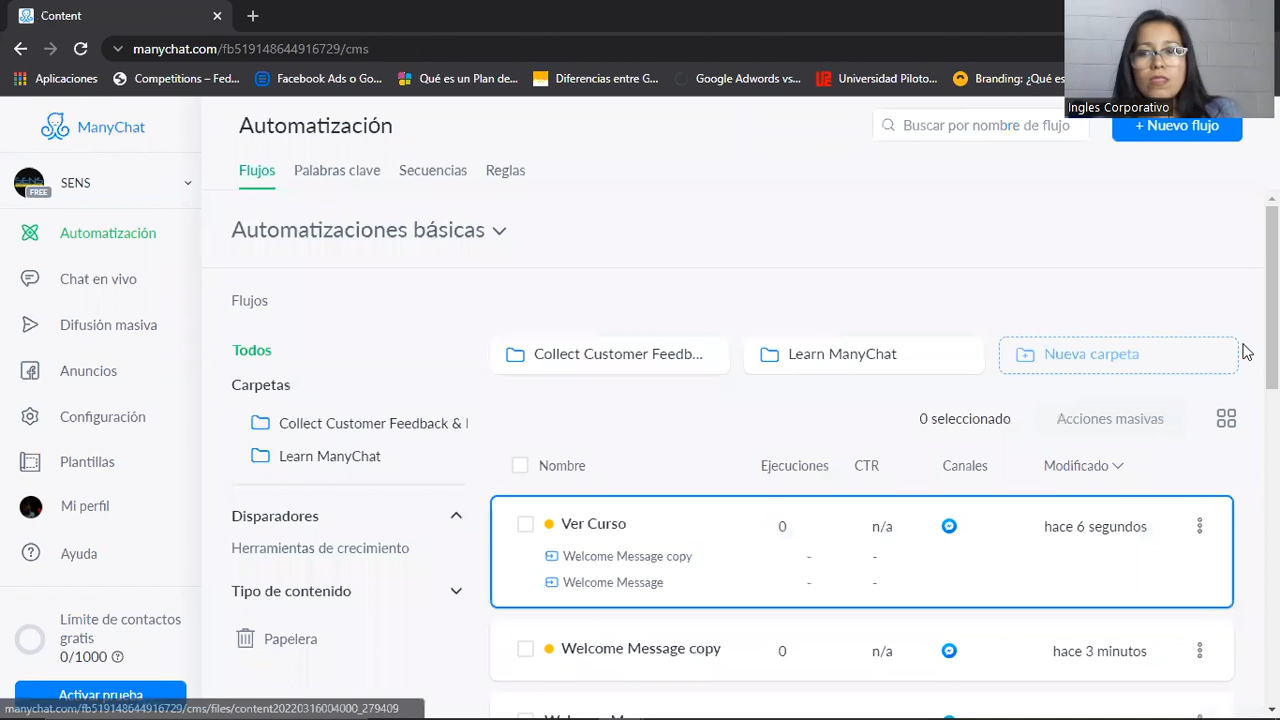 Content
manychat.com/fb519148644916729/cms
Aplicaciones
Competitions – Fed...
Facebook Ads o Go...
Qué es un Plan de...
Diferencias entre G...
Google Adwords vs...
Universidad Piloto...
Branding: ¿Qué es
Ingles Corporativo
ManyChat
Automatización
Buscar por nombre de flujo
+ Nuevo flujo
Flujos
Palabras clave
Secuencias
Reglas
FREE
SENS
Automatización
Chat en vivo
Difusión masiva
Anuncios
Configuración
Plantillas
Mi perfil
Ayuda
Límite de contactos
gratis
0/1000
Activar prueba
manychat.com/fb519148644916729/cms/files/content20220316004000_279409
Automatizaciones básicas
Flujos
Todos
Carpetas
Collect Customer Feedback &
Learn ManyChat
Disparadores
Herramientas de crecimiento
Tipo de contenido
Papelera
Collect Customer Feedb...
Learn ManyChat
Nueva carpeta
0 seleccionado
Acciones masivas
Nombre
Ejecuciones
CTR
Canales
Modificado
Ver Curso
0
n/a
hace 6 segundos
Welcome Message copy
-
-
Welcome Message
-
-
Welcome Message copy
0
n/a
hace 3 minutos